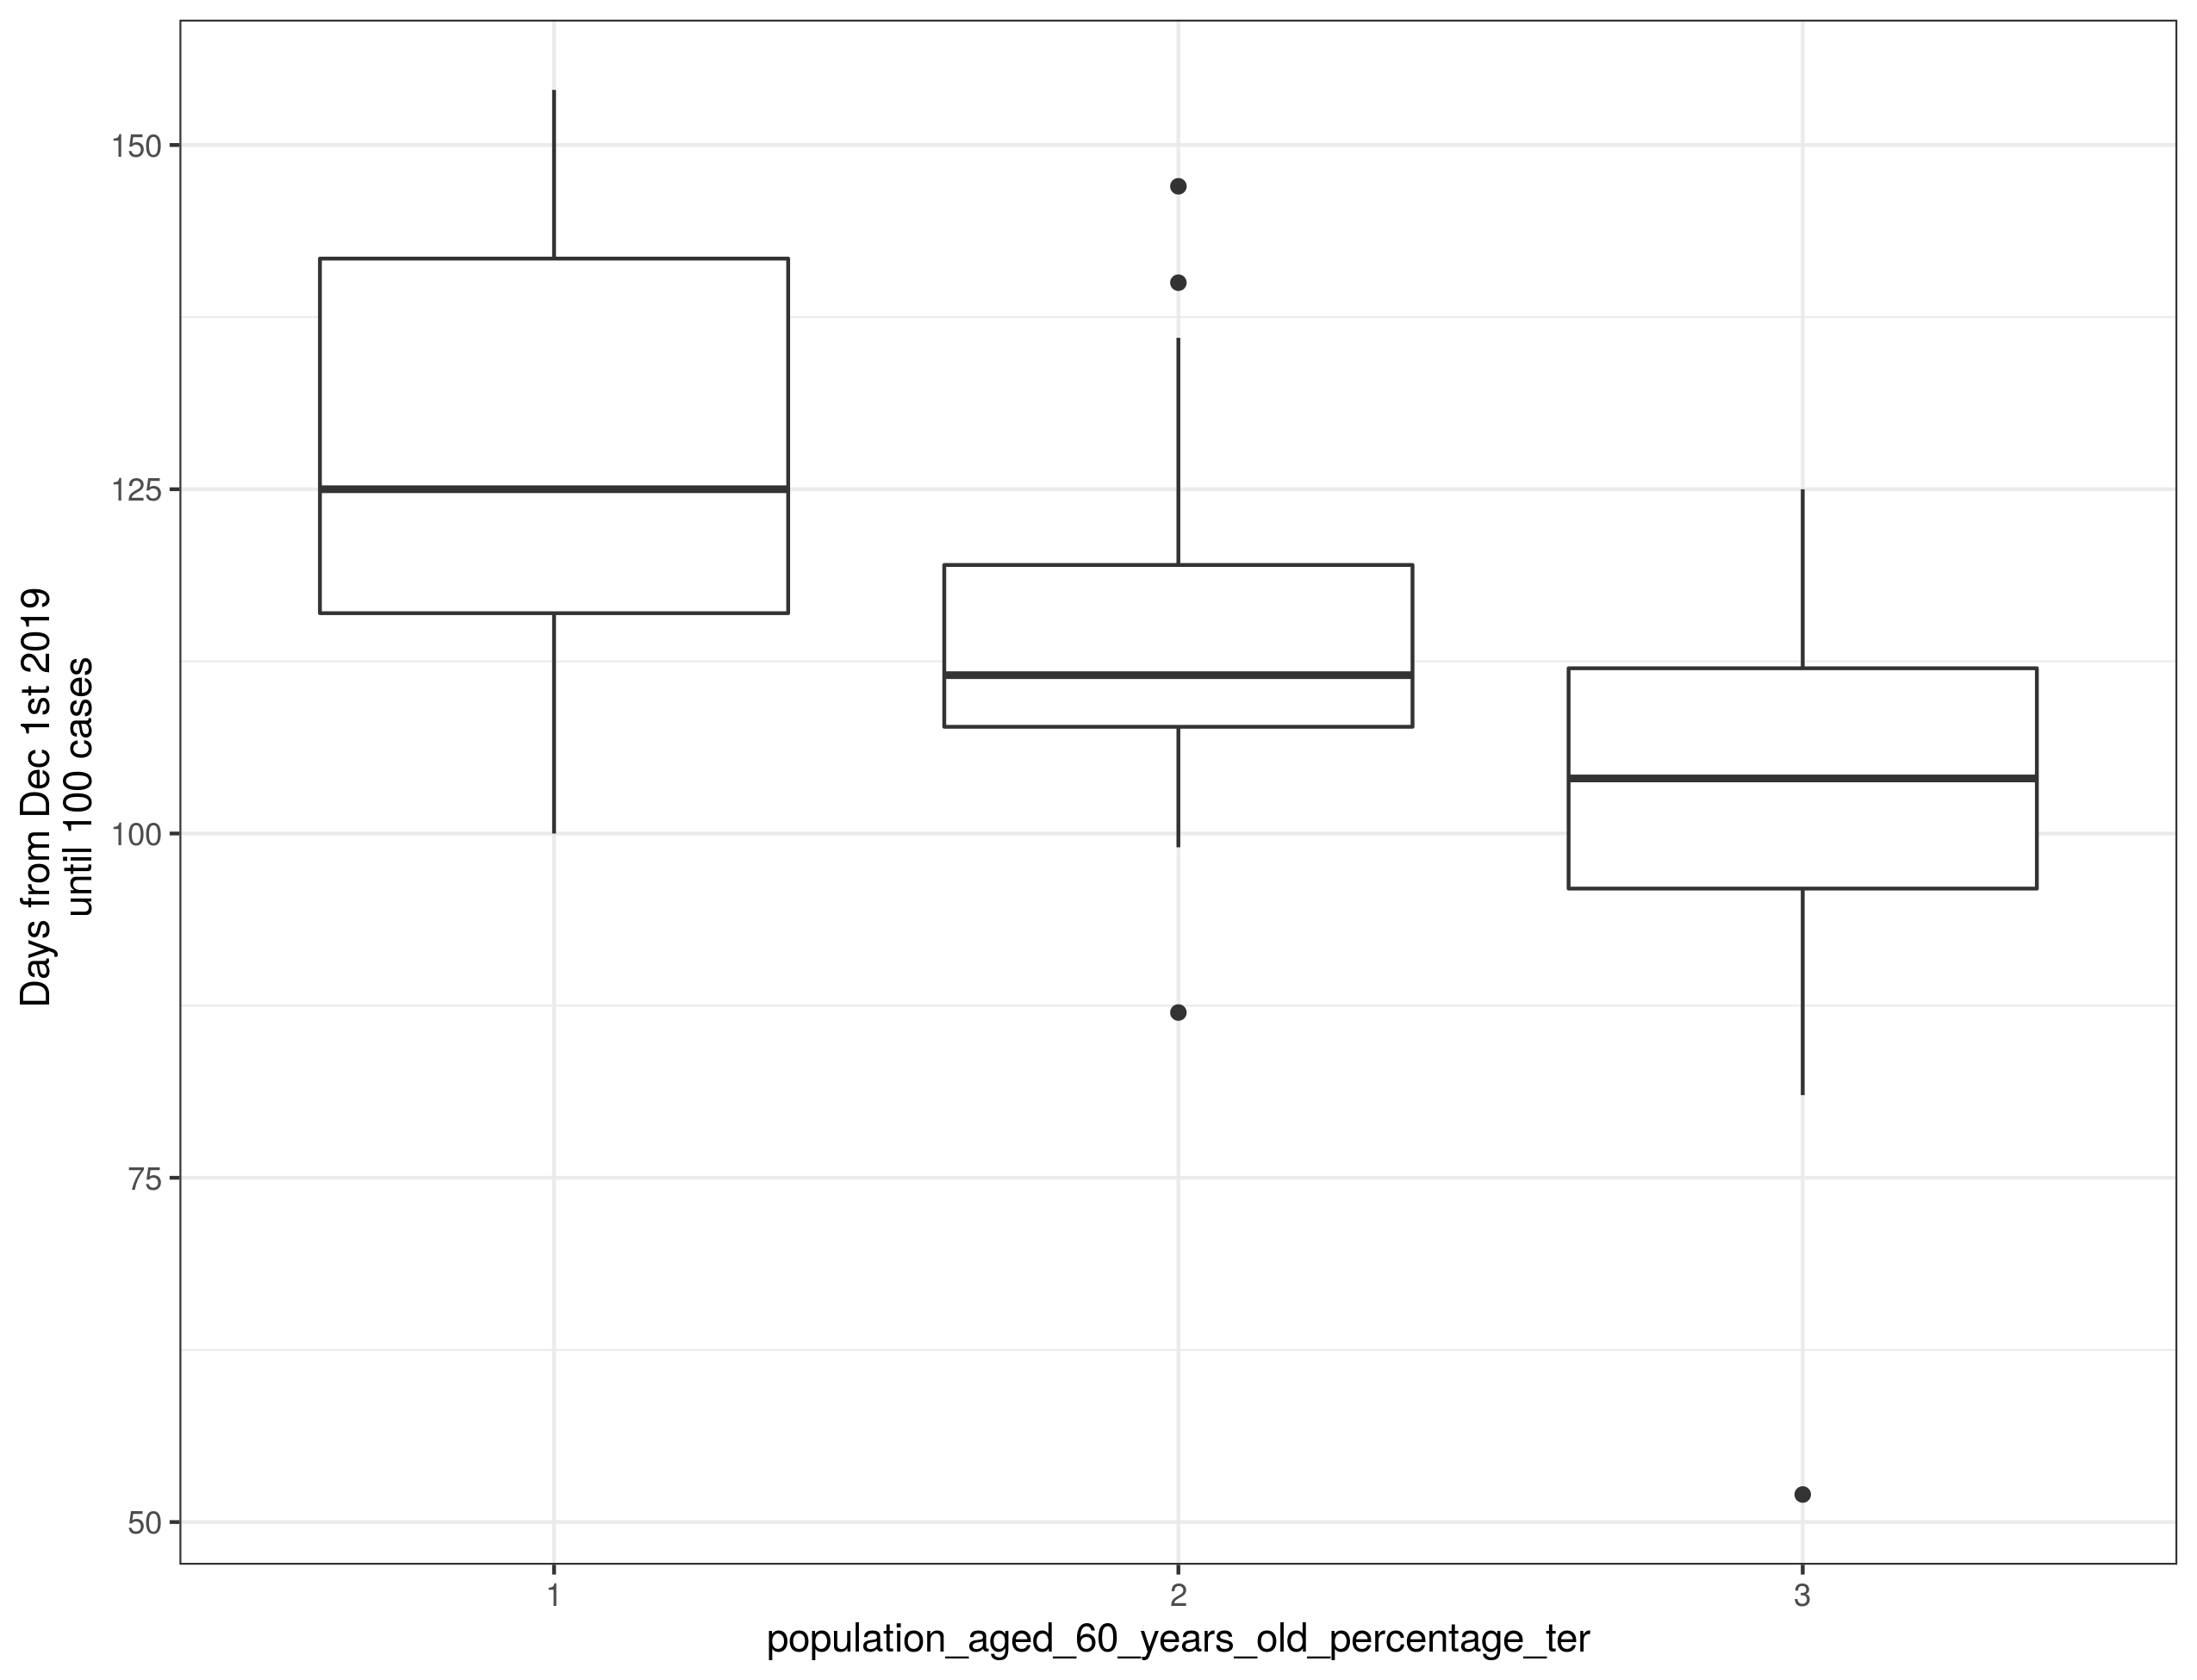 Days from Dec 1st 2019
until 100 cases
150
125
100
75
50
1
2
3
population_aged_60_years_old_percentage_ter